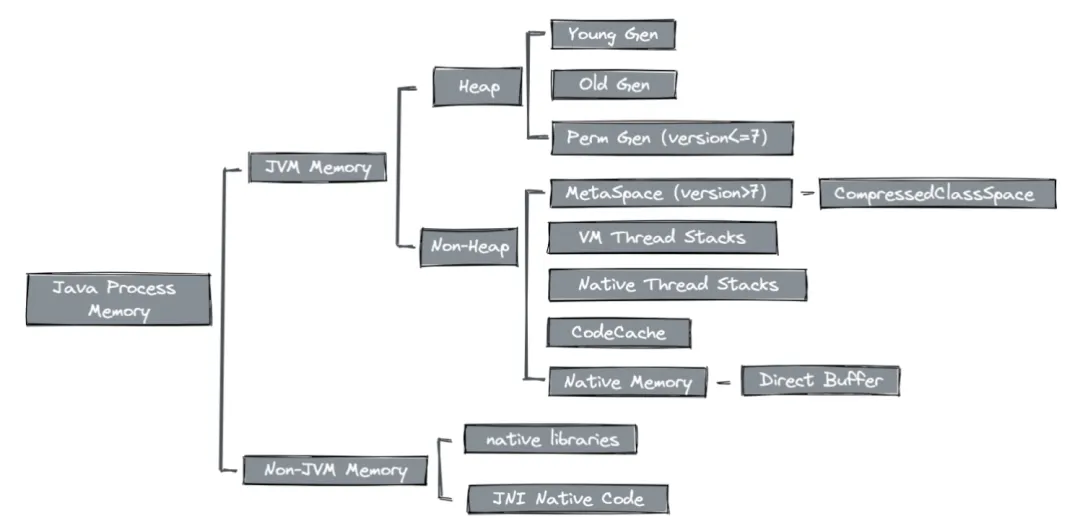 Young Gen
Heap
Old Gen
Perm Gen (version<=7)
JVM Memory
MetaSpace (version>7)
CompressedClassSpace
VM Thread Stacks
Non-Heap
Native Thread Stacks
Java Process
Memory
CodeCache
Native Memory
Direct Buffer
native libraries
Non-JVM Memory
JNI Native Code